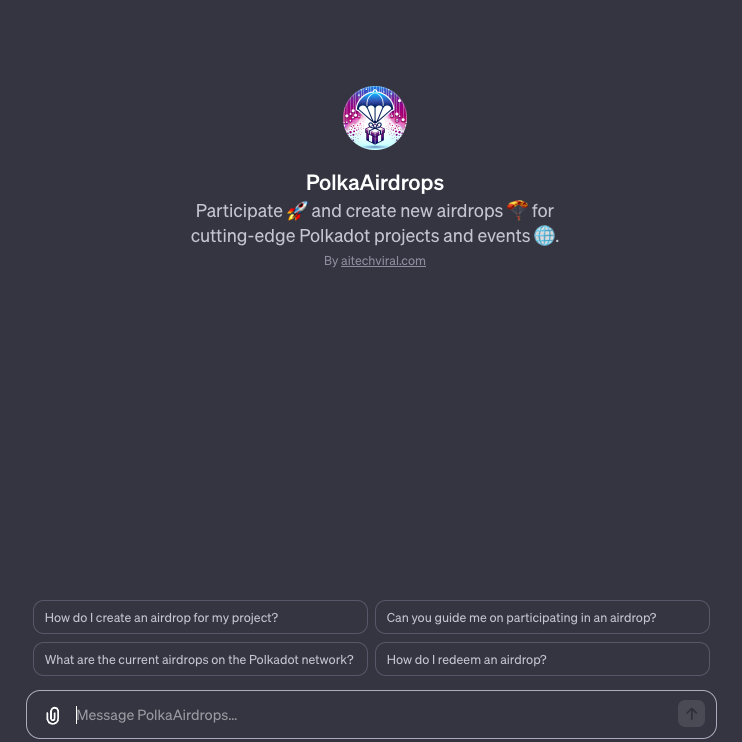 PolkaAirdrops
Participate 🚀 and create new airdrops 🪂 for
cutting-edge Polkadot projects and events 🌐.
By aitechviral.com
How do I create an airdrop for my project?
Can you guide me on participating in an airdrop?
What are the current airdrops on the Polkadot network?
How do I redeem an airdrop?
Message PolkaAirdrops...